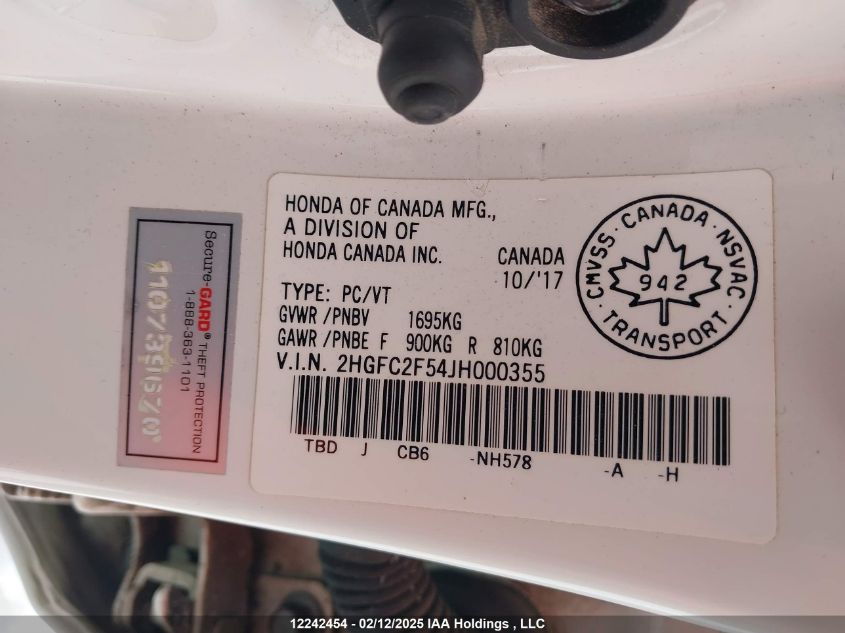 HONDA OF CANADA MFG.,
A DIVISION OF
HONDA CANADA INC.
CANADA
10/'17
TYPE: PC/VT
GVWR /PNBV 1695KG
GAWR /PNBE F 900KG R 810KG
V.I.N. 2HGFC2F54JH000355
TBD J CB6 -NH578 -A -H
CMVSS · CANADA · NSVAC
942
· TRANSPORT ·
Secure-GARD® THEFT PROTECTION
1-888-363-1101
12242454 - 02/12/2025 IAA Holdings , LLC